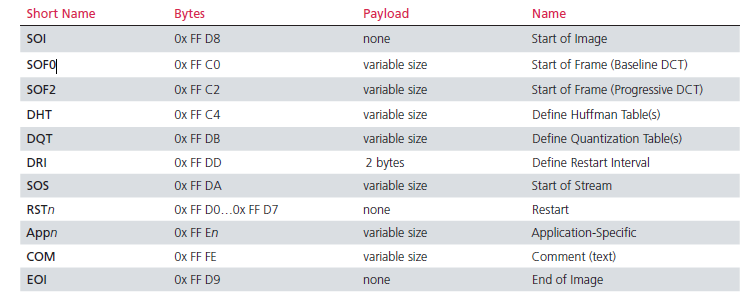 Short Name Bytes Payload Name
SOI 0x FF D8 none Start of Image
SOF0 0x FF C0 variable size Start of Frame (Baseline DCT)
SOF2 0x FF C2 variable size Start of Frame (Progressive DCT)
DHT 0x FF C4 variable size Define Huffman Table(s)
DQT 0x FF DB variable size Define Quantization Table(s)
DRI 0x FF DD 2 bytes Define Restart Interval
SOS 0x FF DA variable size Start of Stream
RSTn 0x FF D0...0x FF D7 none Restart
Appn 0x FF En variable size Application-Specific
COM 0x FF FE variable size Comment (text)
EOI 0x FF D9 none End of Image